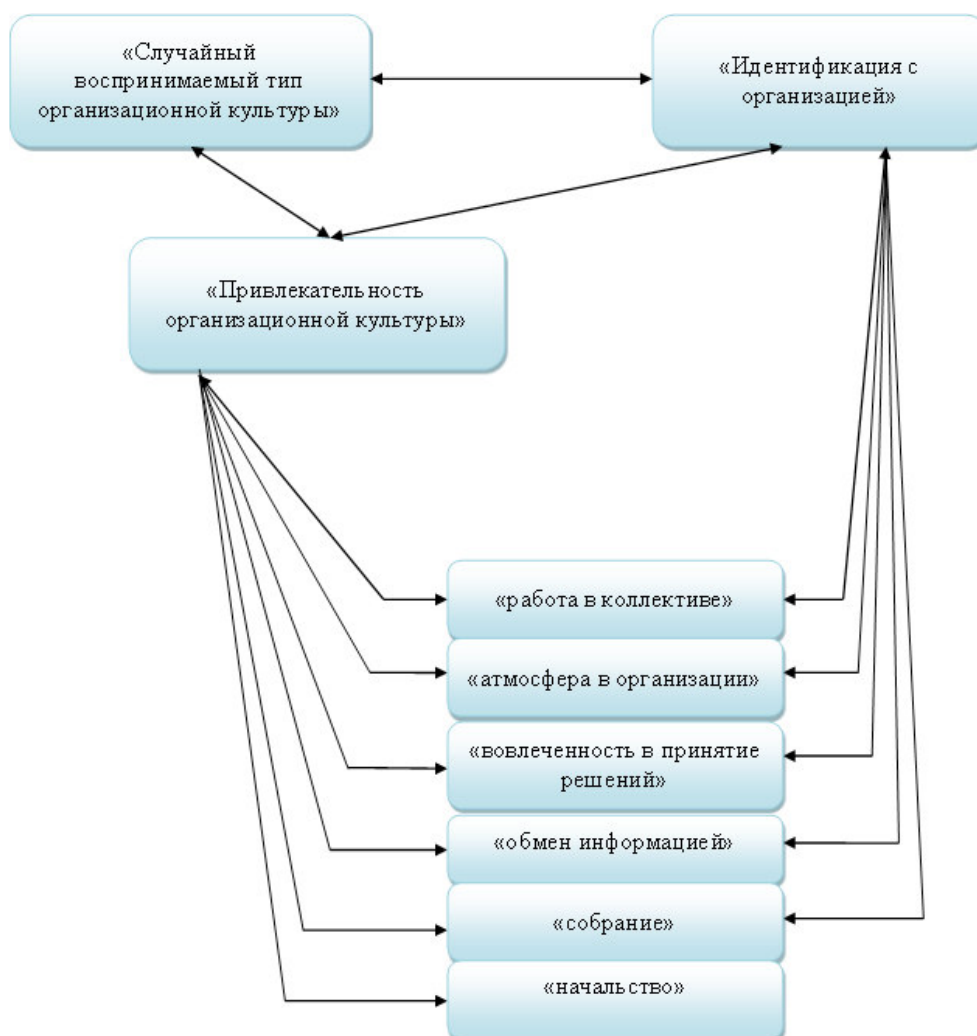 «Случайный
воспринимаемый тип
организационной культуры»
«Идентификация с
организацией»
«Привлекательность
организационной культуры»
«работа в коллективе»
«атмосфера в организации»
«вовлеченность в принятие
решений»
«обмен информацией»
«собрание»
«начальство»